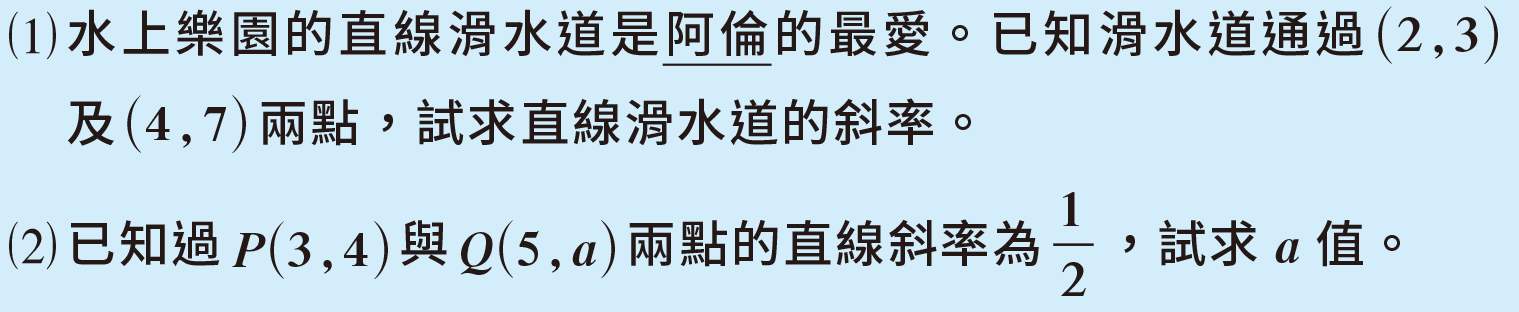 (1)水上樂園的直線滑水道是阿倫的最愛。已知滑水道通過(2,3)
及(4,7)兩點，試求直線滑水道的斜率。
(2)已知過P(3,4)與Q(5,a)兩點的直線斜率為1/2，試求a值。